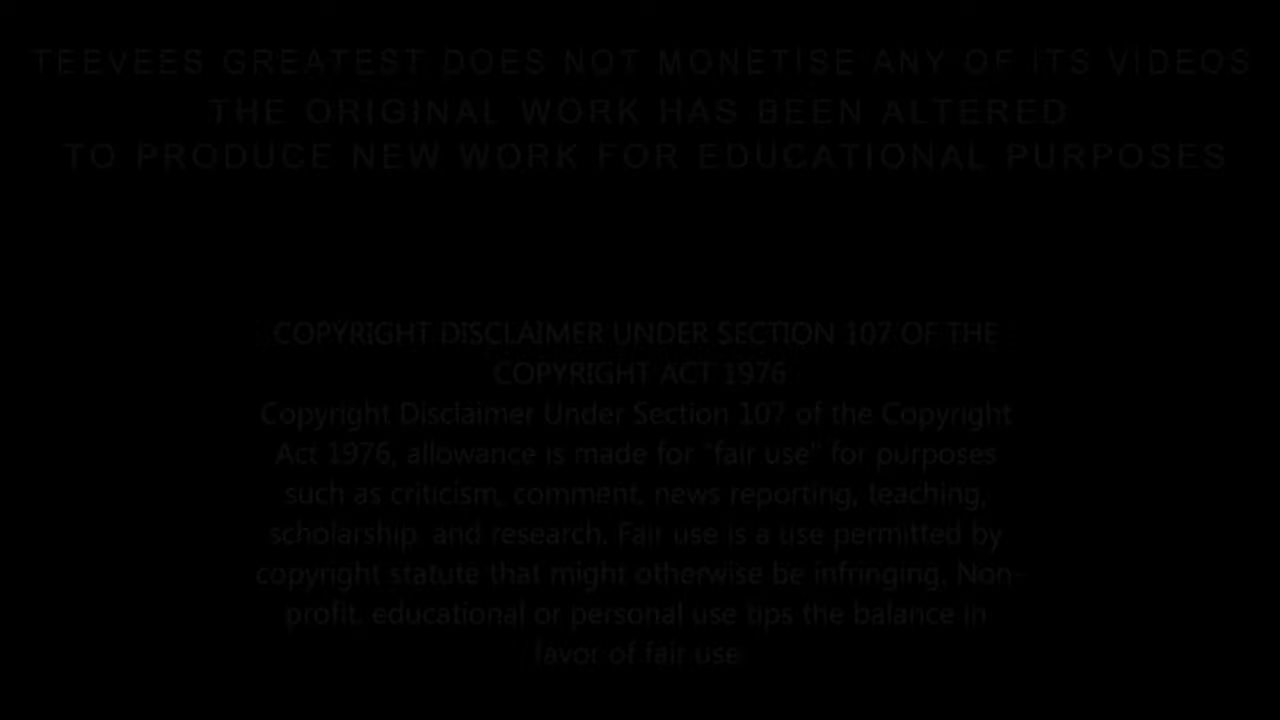 TEEVEES GREATEST DOES NOT MONETISE ANY OF ITS VIDEOS
THE ORIGINAL WORK HAS BEEN ALTERED
TO PRODUCE NEW WORK FOR EDUCATIONAL PURPOSES
COPYRIGHT DISCLAIMER UNDER SECTION 107 OF THE
COPYRIGHT ACT 1976
Copyright Disclaimer Under Section 107 of the Copyright
Act 1976, allowance is made for "fair use" for purposes
such as criticism, comment, news reporting, teaching,
scholarship, and research. Fair use is a use permitted by
copyright statute that might otherwise be infringing. Non-
profit, educational or personal use tips the balance in
favor of fair use